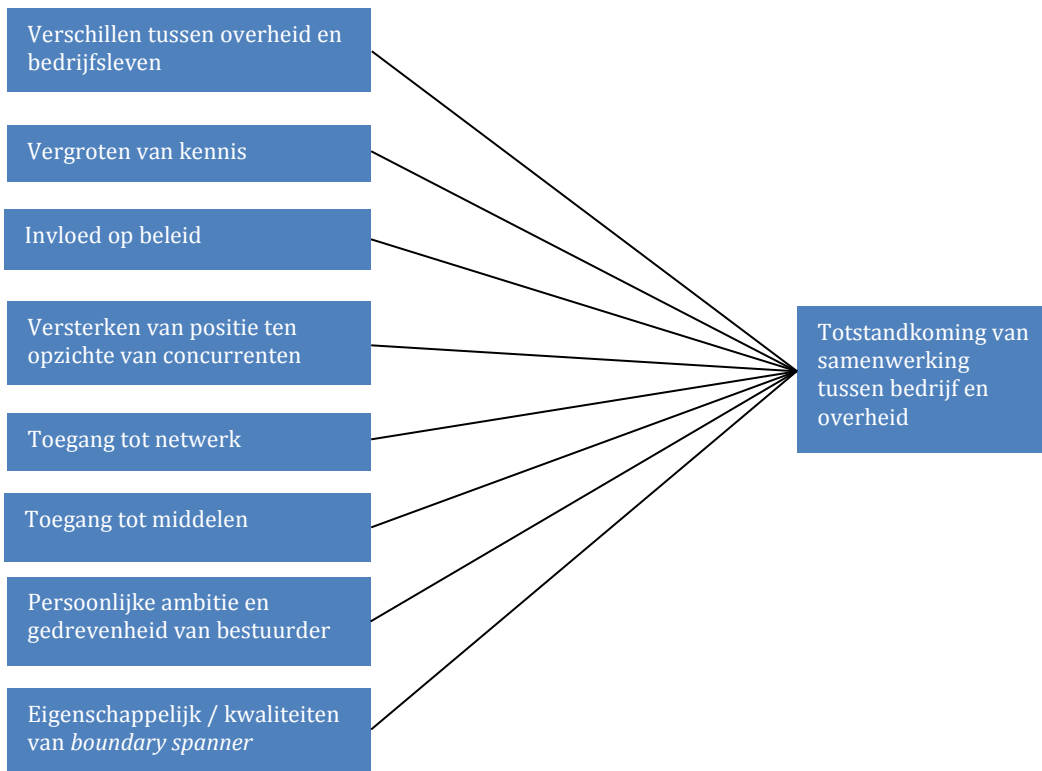 Verschillen tussen overheid en
bedrijfsleven
Vergroten van kennis
Invloed op beleid
Versterken van positie ten
opzichte van concurrenten
Toegang tot netwerk
Toegang tot middelen
Persoonlijke ambitie en
gedrevenheid van bestuurder
Eigenschappelijk / kwaliteiten
van boundary spanner
Totstandkoming van
samenwerking
tussen bedrijf en
overheid